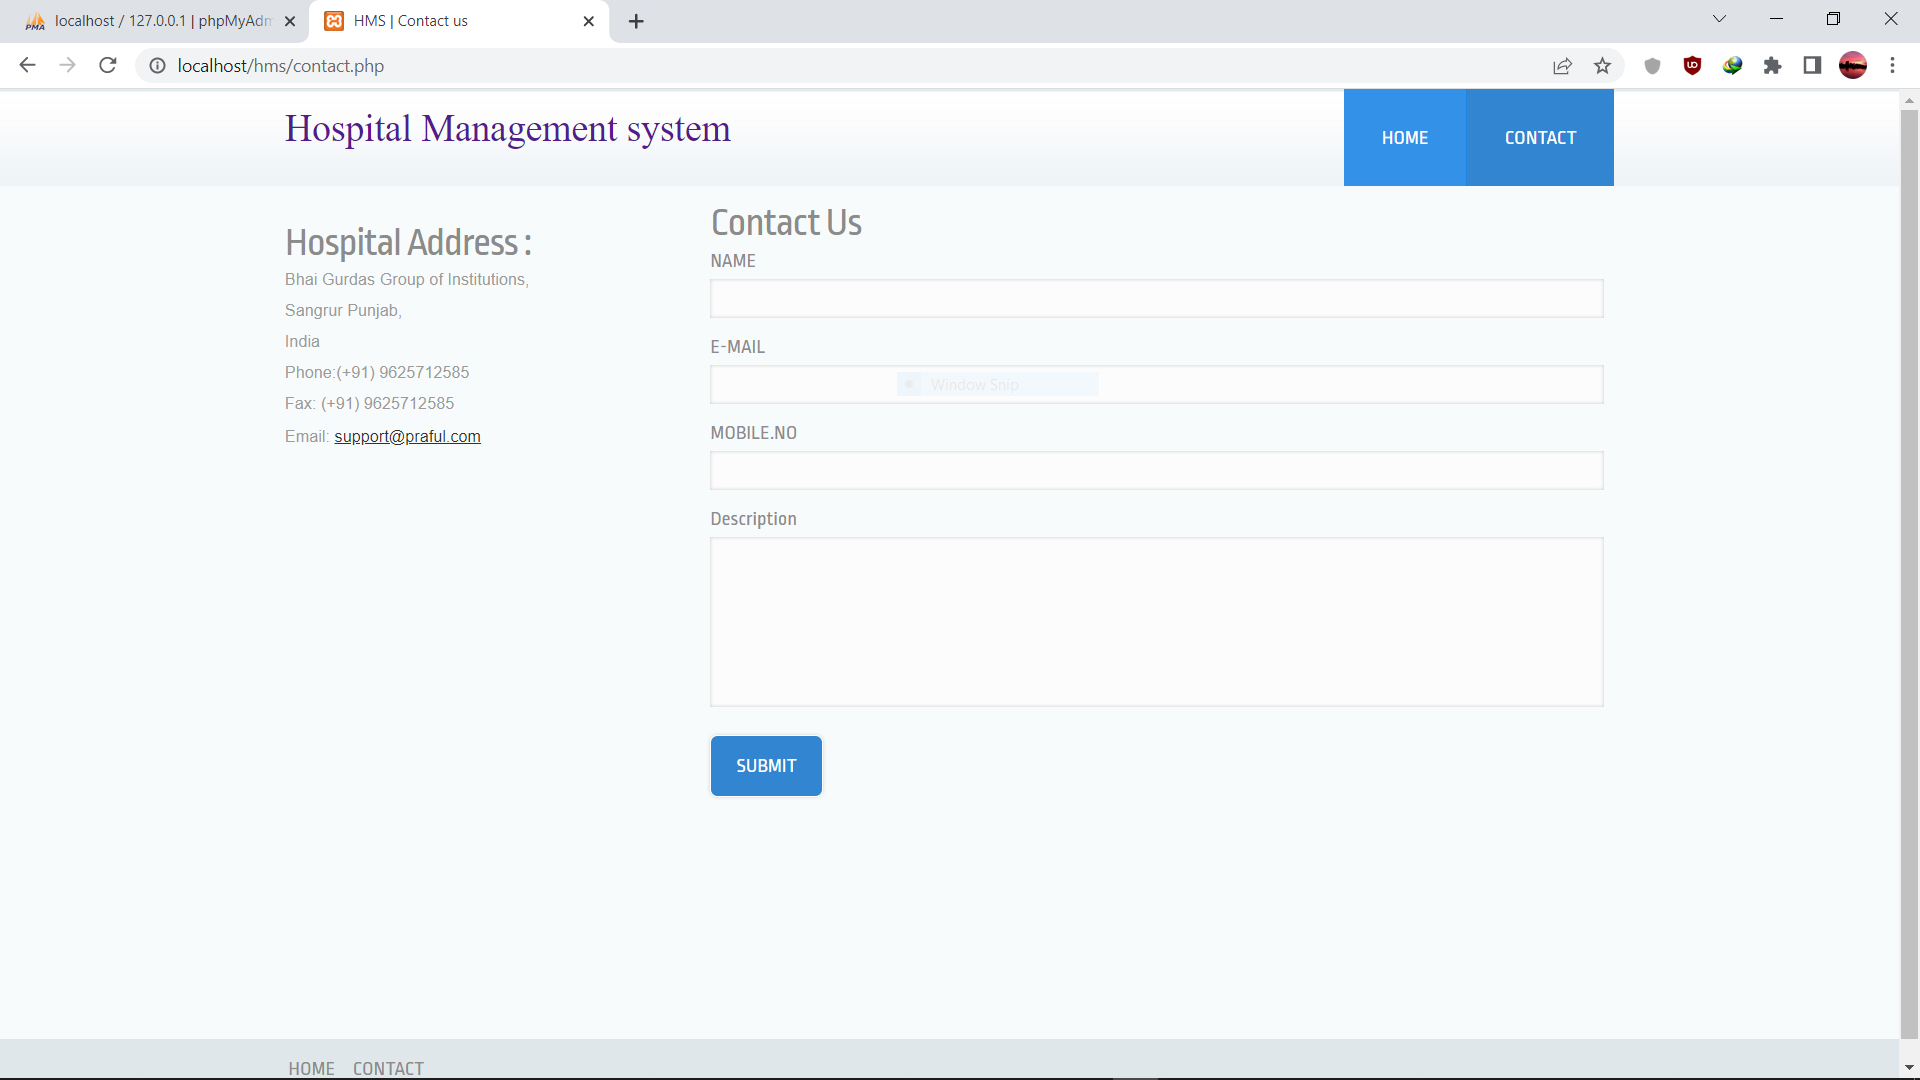 localhost / 127.0.0.1 | phpMyAdm
HMS | Contact us
localhost/hms/contact.php
Hospital Management system
HOME
CONTACT
Hospital Address :
Bhai Gurdas Group of Institutions,
Sangrur Punjab,
India
Phone:(+91) 9625712585
Fax: (+91) 9625712585
Email: support@praful.com
Contact Us
NAME
E-MAIL
Window Snip
MOBILE.NO
Description
SUBMIT
HOME
CONTACT